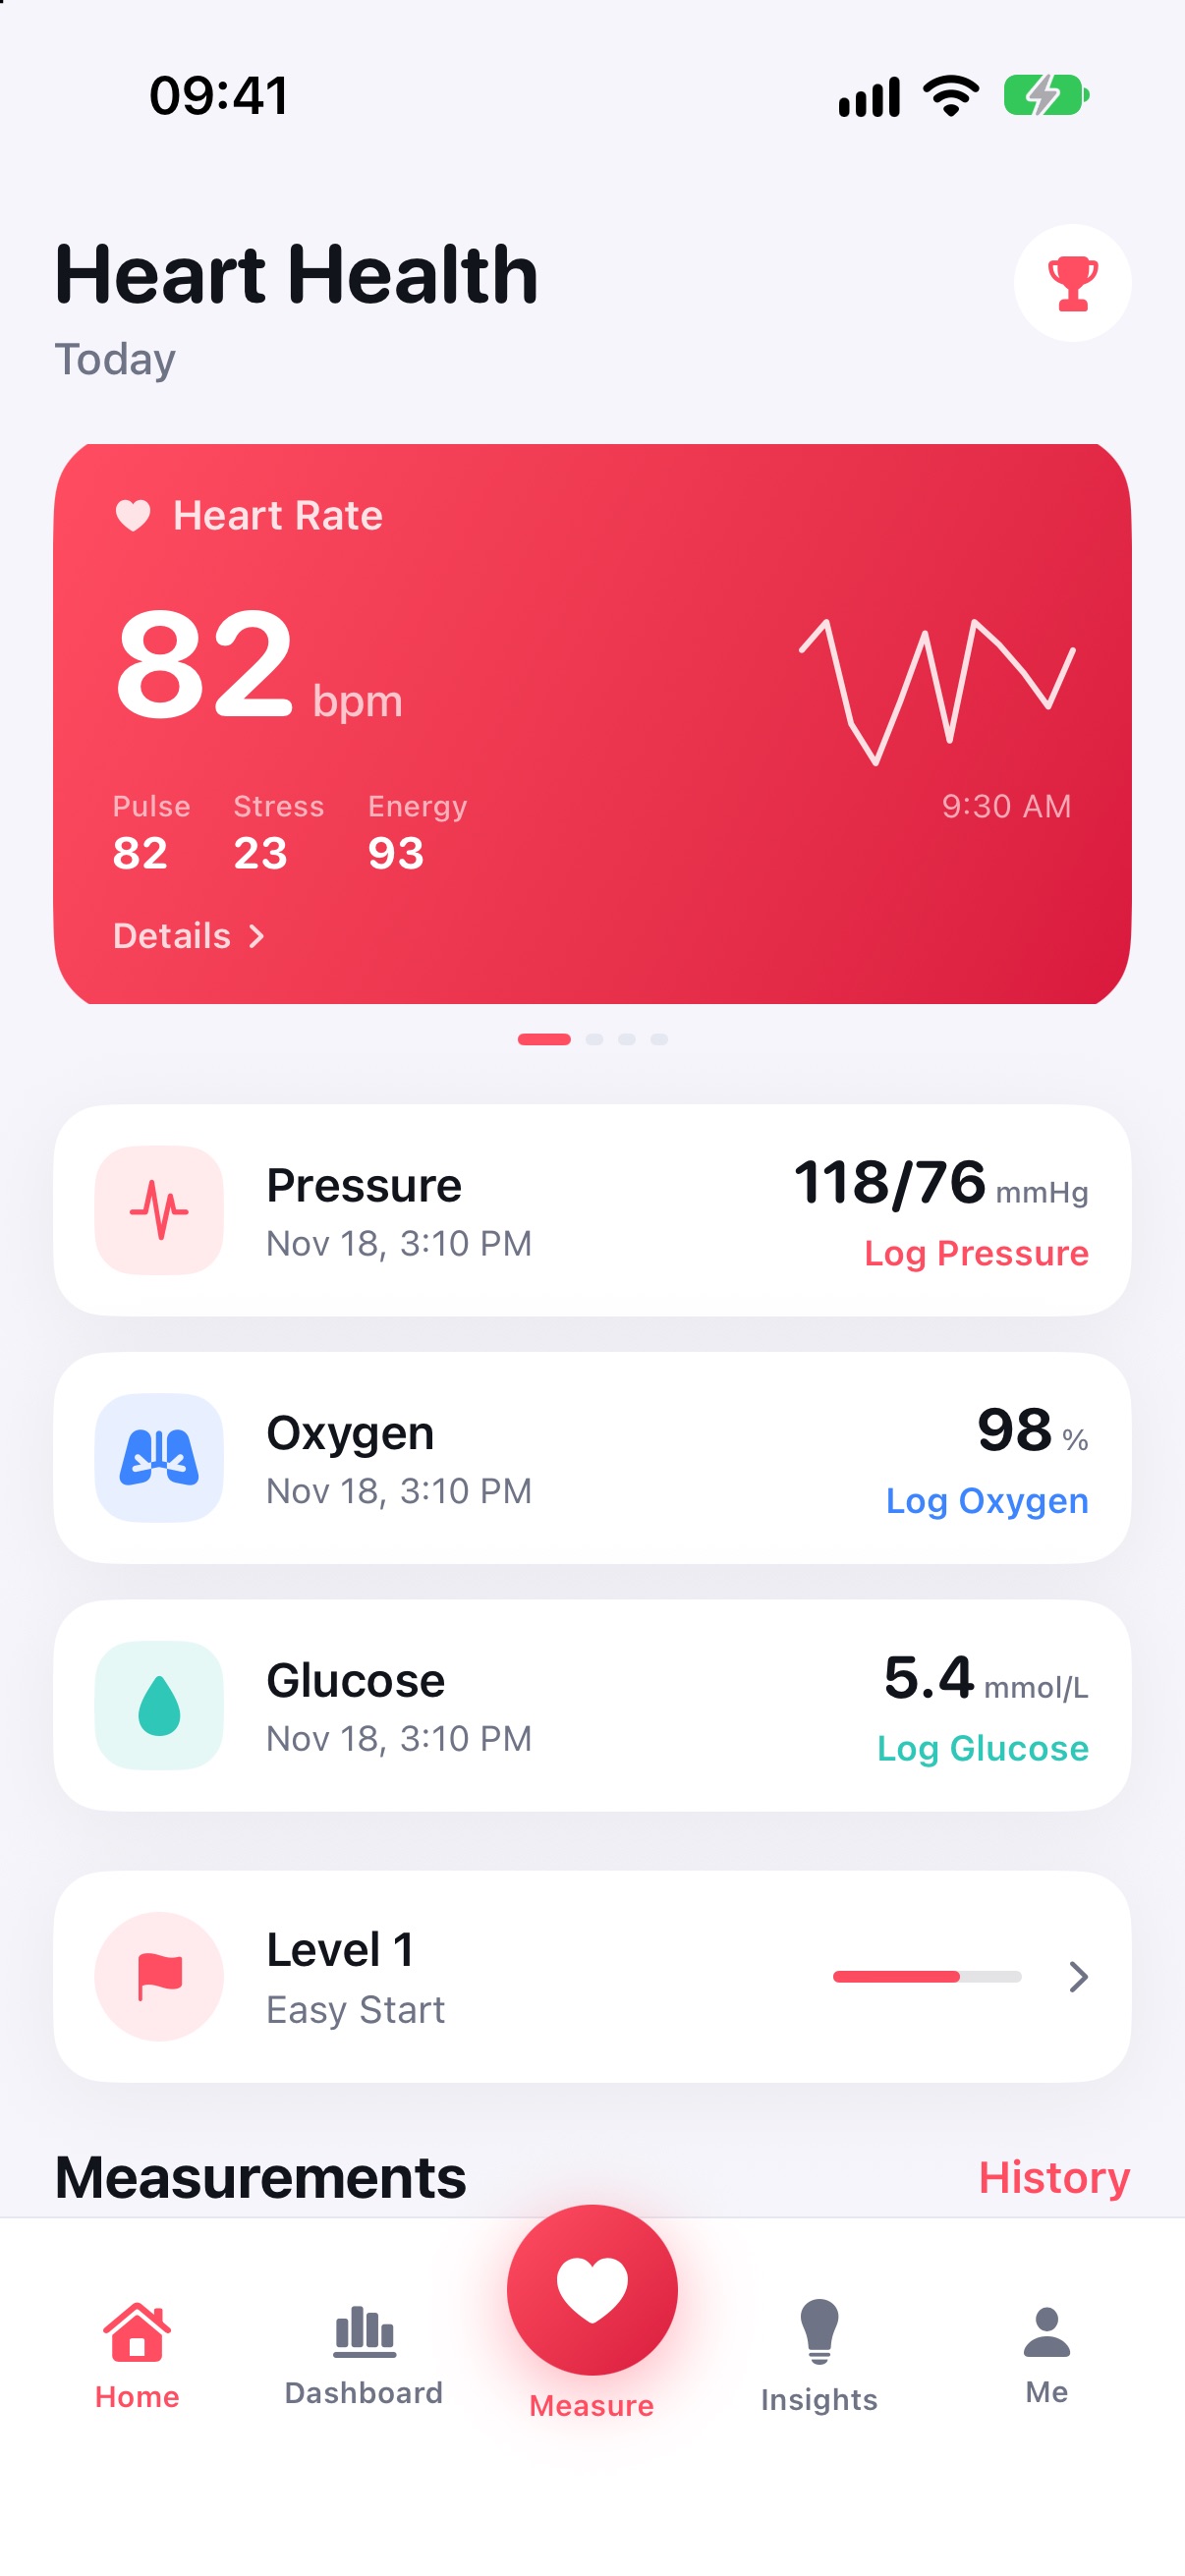 09:41
Heart Health
Today
Heart Rate
82 bpm
Pulse Stress Energy
82 23 93
9:30 AM
Details
Pressure
Nov 18, 3:10 PM
118/76 mmHg
Log Pressure
Oxygen
Nov 18, 3:10 PM
98 %
Log Oxygen
Glucose
Nov 18, 3:10 PM
5.4 mmol/L
Log Glucose
Level 1
Easy Start
Measurements
History
Home
Dashboard
Measure
Insights
Me